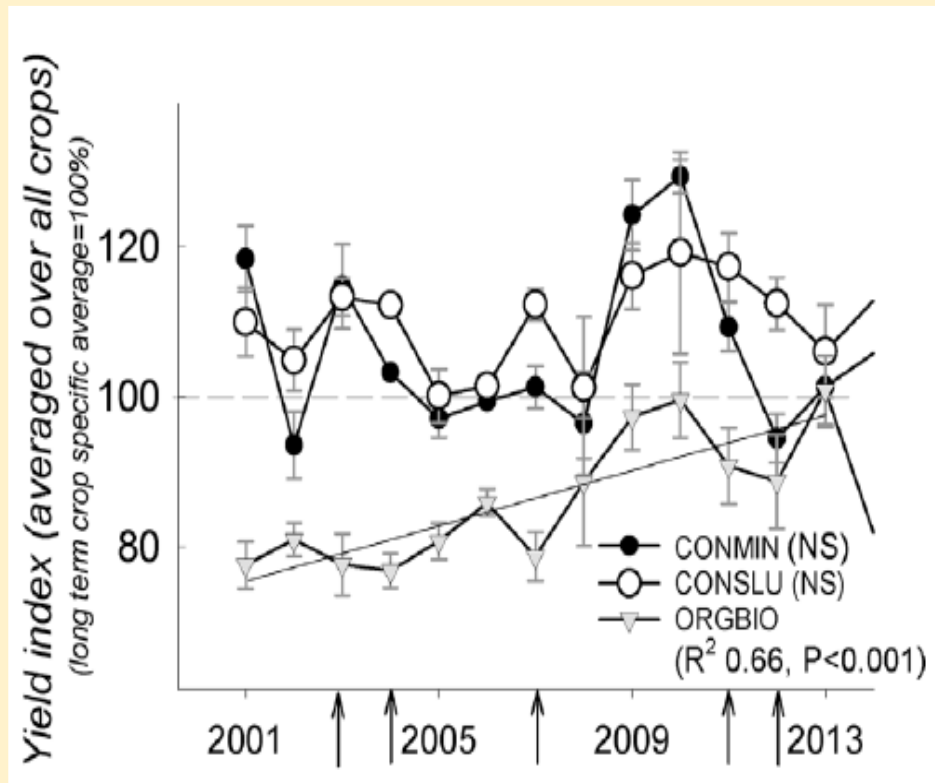 Yield index (averaged over all crops)
(long term crop specific average=100%)
120
100
80
CONMIN (NS)
CONSLU (NS)
ORGBIO
(R² 0.66, P<0.001)
2001 2005 2009 2013